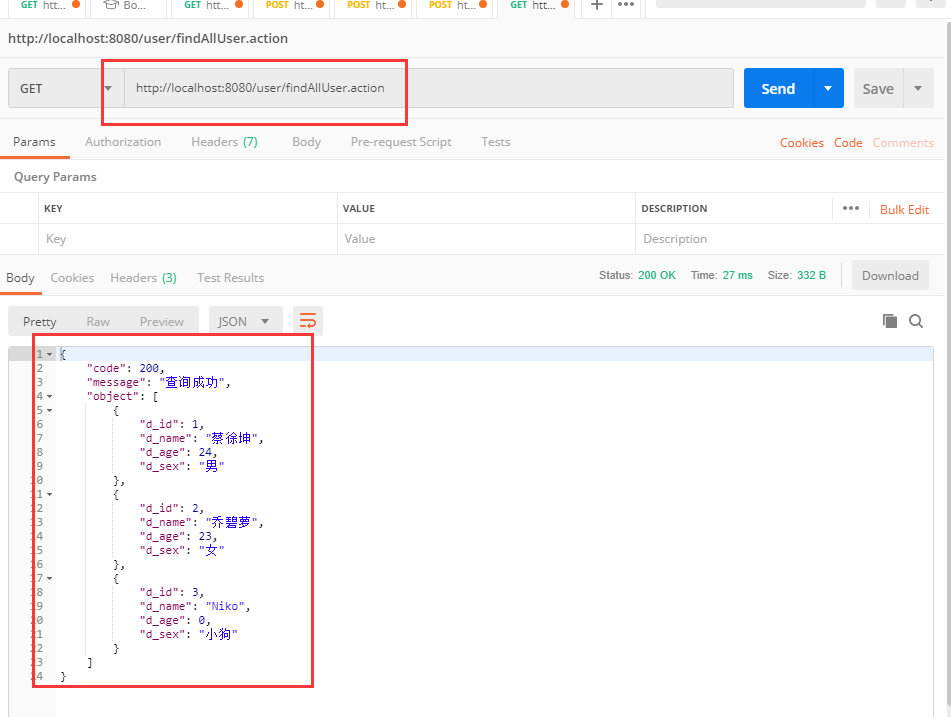 GET htt...
Bo...
GET htt...
POST htt...
POST ht...
POST ht...
GET htt...
http://localhost:8080/user/findAllUser.action
GET http://localhost:8080/user/findAllUser.action Send Save
Params Authorization Headers (7) Body Pre-request Script Tests Cookies Code Comments
Query Params
KEY VALUE DESCRIPTION Bulk Edit
Key Value Description
Body Cookies Headers (3) Test Results Status: 200 OK Time: 27 ms Size: 332 B Download
Pretty Raw Preview JSON
1 {
2 "code": 200,
3 "message": "查询成功",
4 "object": [
5 {
6 "d_id": 1,
7 "d_name": "蔡徐坤",
8 "d_age": 24,
9 "d_sex": "男"
10 },
11 {
12 "d_id": 2,
13 "d_name": "乔碧萝",
14 "d_age": 23,
15 "d_sex": "女"
16 },
17 {
18 "d_id": 3,
19 "d_name": "Niko",
20 "d_age": 0,
21 "d_sex": "小狗"
22 }
23 ]
24 }